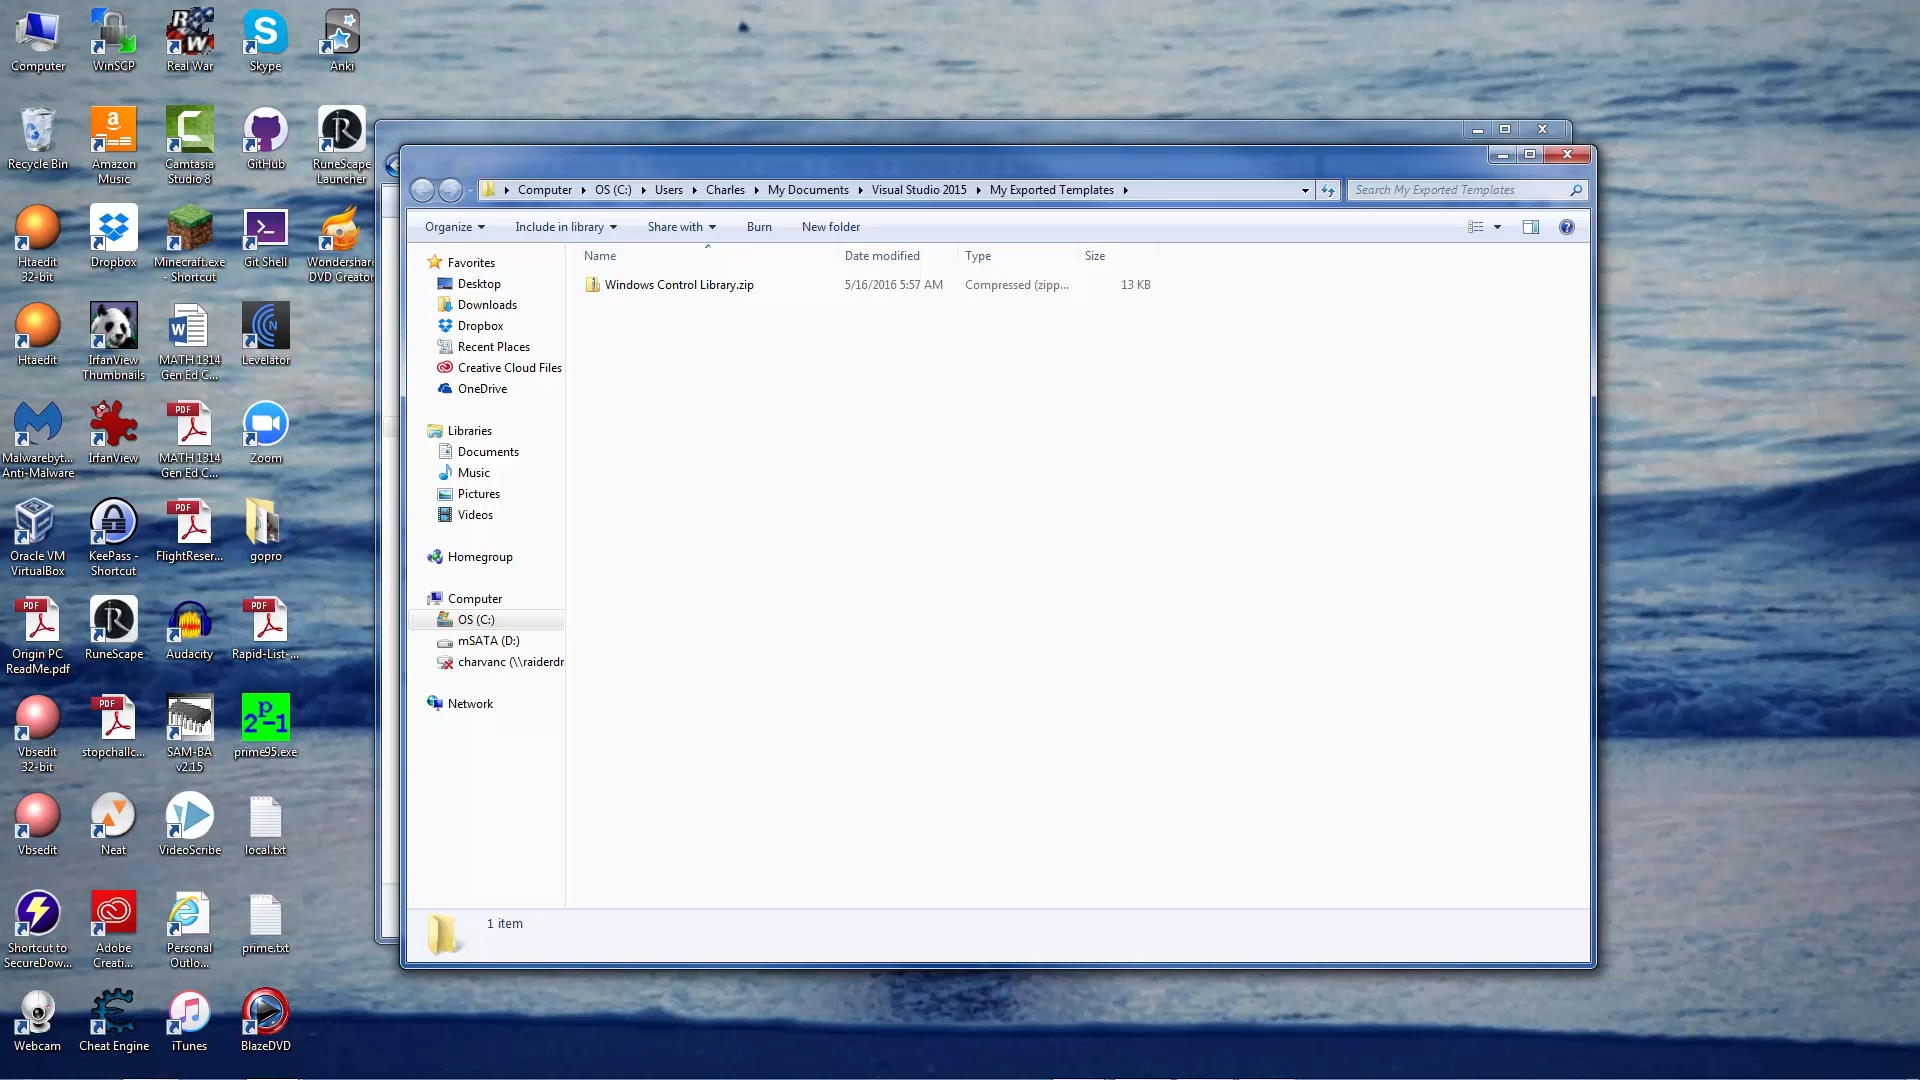 Computer
WinSCP
Real War
Skype
Anki
Recycle Bin
Amazon
Music
Camtasia
Studio 8
GitHub
RuneScape
Launcher
Htaedit
32-bit
Dropbox
Minecraft.exe
- Shortcut
Git Shell
Wondershare
DVD Creator
Htaedit
IrfanView
Thumbnails
MATH 1314
Gen Ed C...
Levelator
Malwarebyt...
Anti-Malware
IrfanView
MATH 1314
Gen Ed C...
Zoom
Oracle VM
VirtualBox
KeePass -
Shortcut
FlightReser...
gopro
Origin PC
ReadMe.pdf
RuneScape
Audacity
Rapid-List-...
Vbsedit
32-bit
stopchallc...
SAM-BA
v2.15
prime95.exe
Vbsedit
Neat
VideoScribe
local.txt
Shortcut to
SecureDow...
Adobe
Creati...
Personal
Outlo...
prime.txt
Webcam
Cheat Engine
iTunes
BlazeDVD
Computer OS (C:) Users Charles My Documents Visual Studio 2015 My Exported Templates
Search My Exported Templates
Organize Include in library Share with Burn New folder
Name Date modified Type Size
Windows Control Library.zip 5/16/2016 5:57 AM Compressed (zipp... 13 KB
Favorites
Desktop
Downloads
Dropbox
Recent Places
Creative Cloud Files
OneDrive
Libraries
Documents
Music
Pictures
Videos
Homegroup
Computer
OS (C:)
mSATA (D:)
charvanc (\\raiderdr
Network
1 item